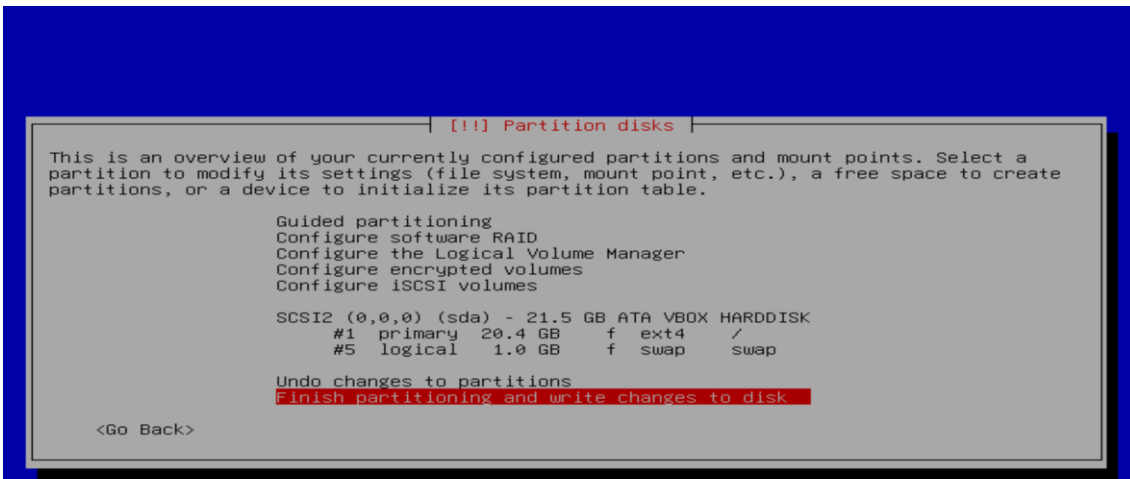 [!!] Partition disks
This is an overview of your currently configured partitions and mount points. Select a
partition to modify its settings (file system, mount point, etc.), a free space to create
partitions, or a device to initialize its partition table.
Guided partitioning
Configure software RAID
Configure the Logical Volume Manager
Configure encrypted volumes
Configure iSCSI volumes
SCSI2 (0,0,0) (sda) - 21.5 GB ATA VBOX HARDDISK
#1 primary 20.4 GB f ext4 /
#5 logical 1.0 GB f swap swap
Undo changes to partitions
Finish partitioning and write changes to disk
<Go Back>